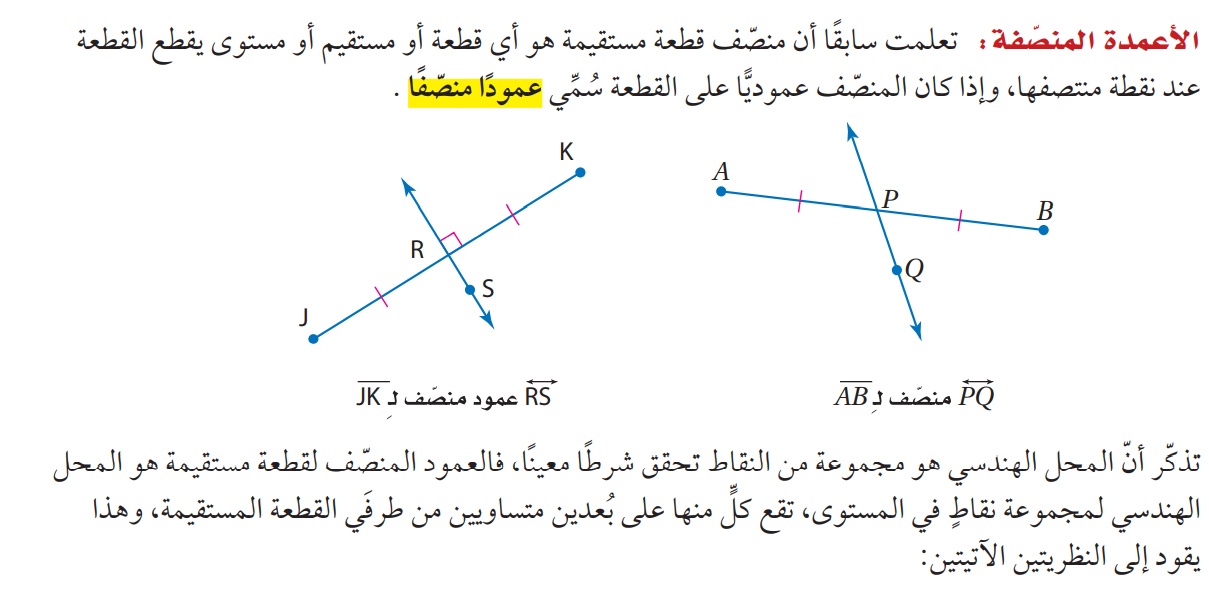 الأعمدة المنصّفة: تعلمت سابقًا أن منصّف قطعة مستقيمة هو أي قطعة أو مستقيم أو مستوى يقطع القطعة
عند نقطة منتصفها، وإذا كان المنصّف عموديًّا على القطعة سُمِّي عمودًا منصّفًا .
A
P
B
Q
K
R
S
J
PQ منصّف لـِ AB
RS عمود منصّف لـِ JK
تذكّر أنّ المحل الهندسي هو مجموعة من النقاط تحقق شرطًا معينًا، فالعمود المنصّف لقطعة مستقيمة هو المحل
الهندسي لمجموعة نقاطٍ في المستوى، تقع كلٍّ منها على بُعدين متساويين من طرفَي القطعة المستقيمة، وهذا
يقود إلى النظريتين الآتيتين: